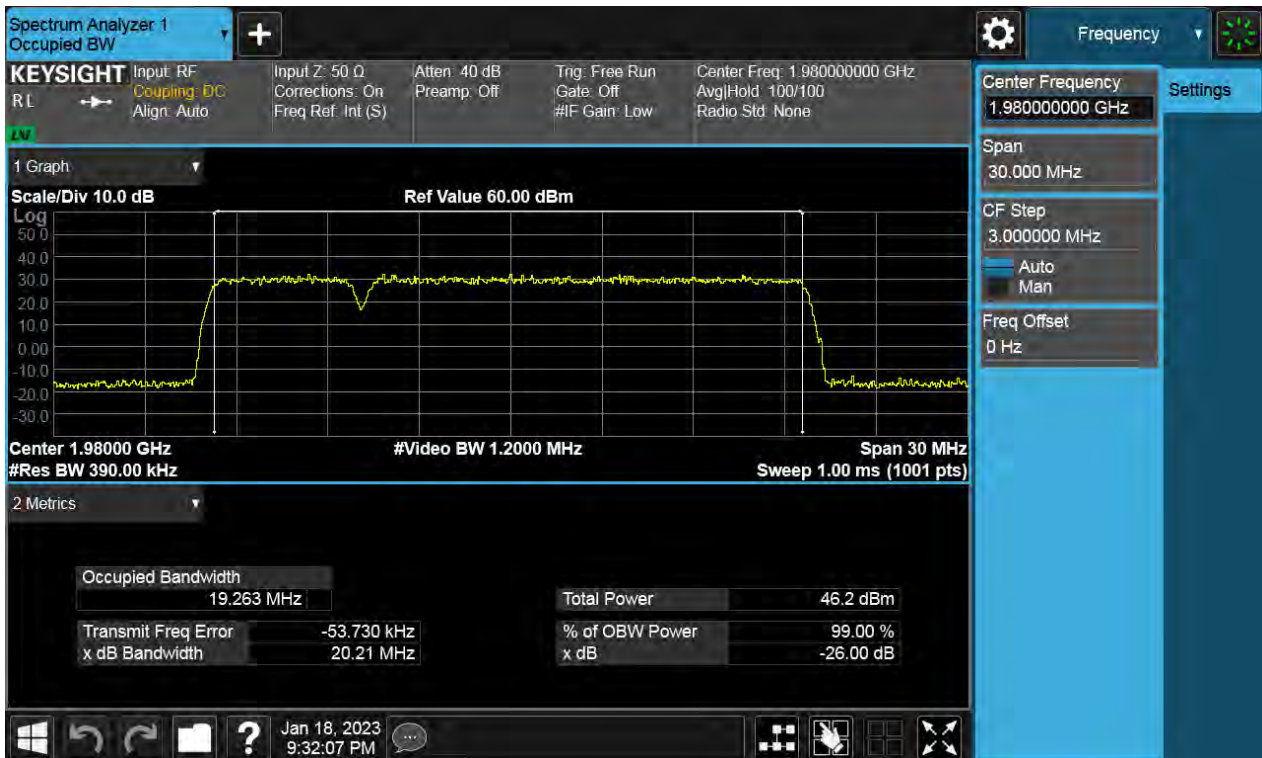 Spectrum Analyzer 1
Occupied BW
+
Frequency
KEYSIGHT
RL
LXI
Input: RF
Coupling: DC
Align: Auto
Input Z: 50 Ω
Corrections: On
Freq Ref: Int (S)
Atten: 40 dB
Preamp: Off
Trig: Free Run
Gate: Off
#IF Gain: Low
Center Freq: 1.980000000 GHz
Avg|Hold: 100/100
Radio Std: None
Center Frequency
1.980000000 GHz
Settings
Span
30.000 MHz
CF Step
3.000000 MHz
Auto
Man
Freq Offset
0 Hz
1 Graph
Scale/Div 10.0 dB
Ref Value 60.00 dBm
Log
50.0
40.0
30.0
20.0
10.0
0.00
-10.0
-20.0
-30.0
Center 1.98000 GHz
#Video BW 1.2000 MHz
Span 30 MHz
#Res BW 390.00 kHz
Sweep 1.00 ms (1001 pts)
2 Metrics
Occupied Bandwidth
19.263 MHz
Total Power 46.2 dBm
Transmit Freq Error -53.730 kHz
% of OBW Power 99.00 %
x dB Bandwidth 20.21 MHz
x dB -26.00 dB
?
Jan 18, 2023
9:32:07 PM